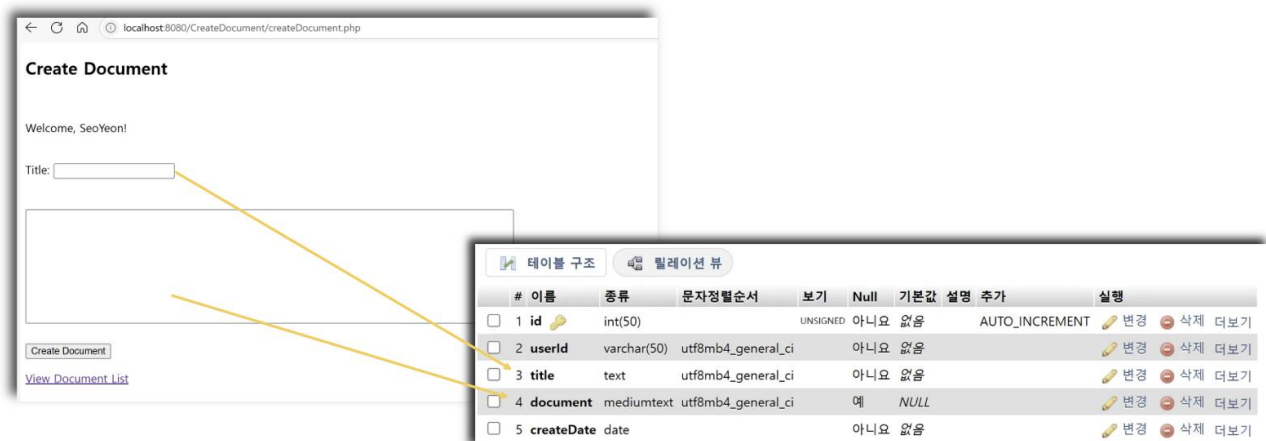 localhost:8080/CreateDocument/createDocument.php
Create Document
Welcome, SeoYeon!
Title:
Create Document
View Document List
테이블 구조 릴레이션 뷰
# 이름 종류 문자정렬순서 보기 Null 기본값 설명 추가 실행
1 id int(50) UNSIGNED 아니요 없음 AUTO_INCREMENT 변경 삭제 더보기
2 userId varchar(50) utf8mb4_general_ci 아니요 없음 변경 삭제 더보기
3 title text utf8mb4_general_ci 아니요 없음 변경 삭제 더보기
4 document mediumtext utf8mb4_general_ci 예 NULL 변경 삭제 더보기
5 createDate date 아니요 없음 변경 삭제 더보기